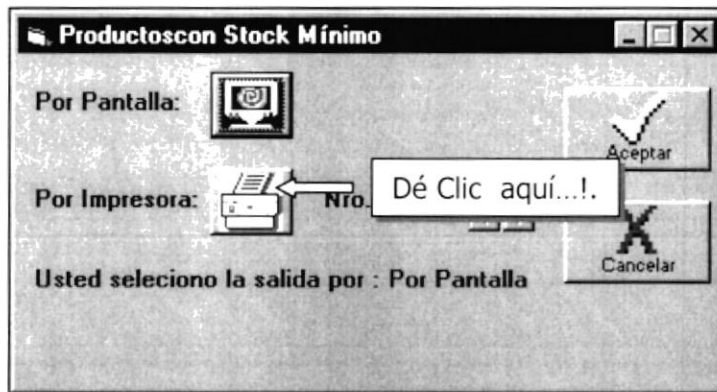 Productoscon Stock Mínimo
Por Pantalla:
Aceptar
Por Impresora:
Nro.
Dé Clic aquí...!.
Cancelar
Usted selecciono la salida por : Por Pantalla